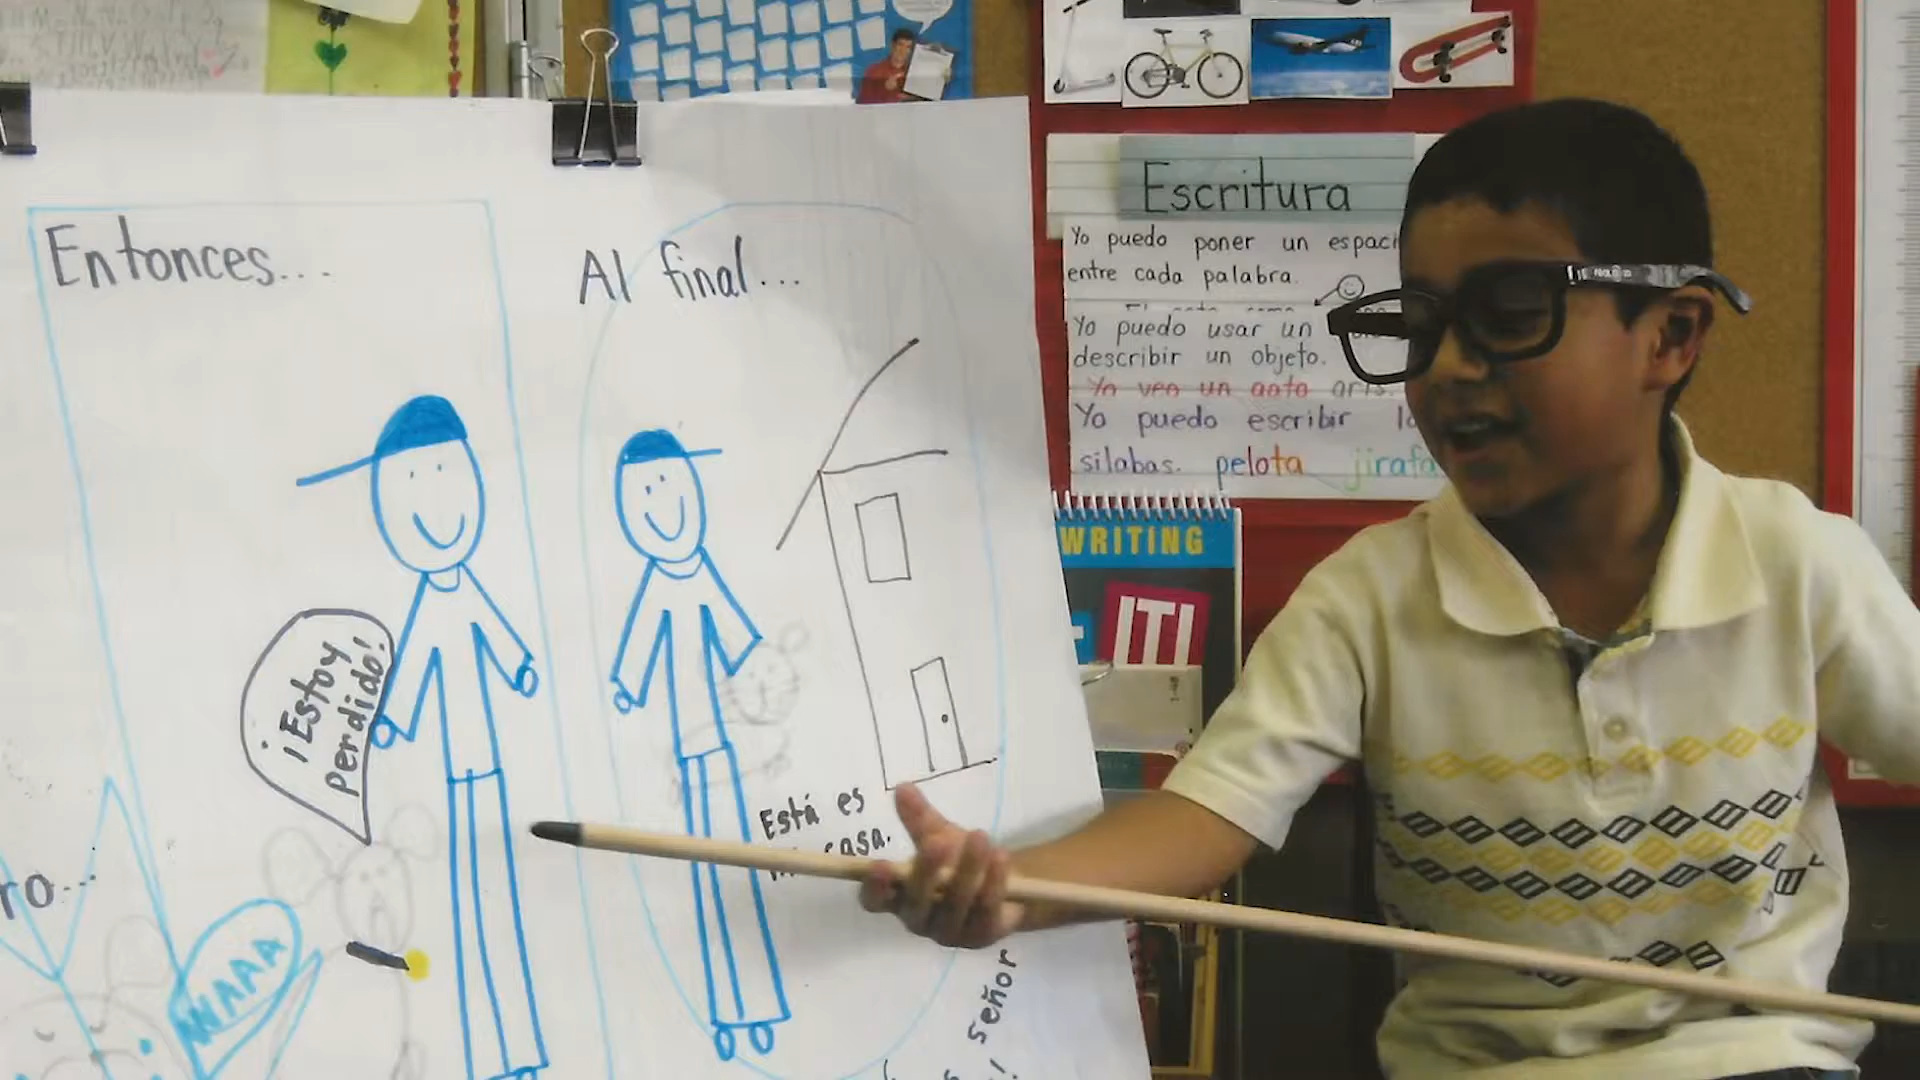 Entonces...
Al final...
¡Estoy
perdido!
Está es
casa.
WAAA
señor
Escritura
Yo puedo poner un
entre cada palabra.
Yo puedo usar un
describir un objeto.
Yo veo un gato gris.
Yo puedo escribir
silabas. pelota jirafa
WRITING